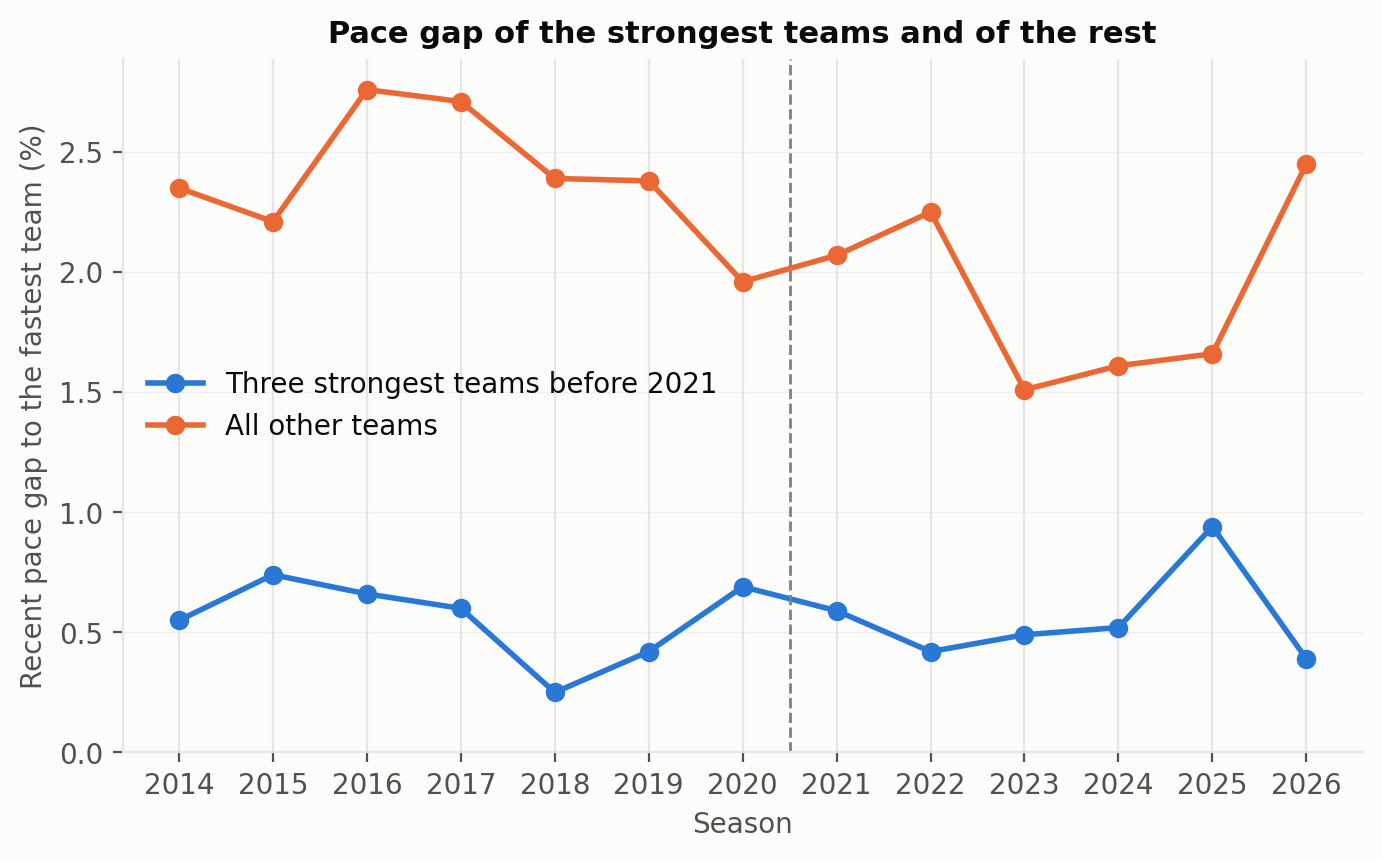 Pace gap of the strongest teams and of the rest
Recent pace gap to the fastest team (%)
2.5
2.0
1.5
1.0
0.5
0.0
Three strongest teams before 2021
All other teams
2014 2015 2016 2017 2018 2019 2020 2021 2022 2023 2024 2025 2026
Season